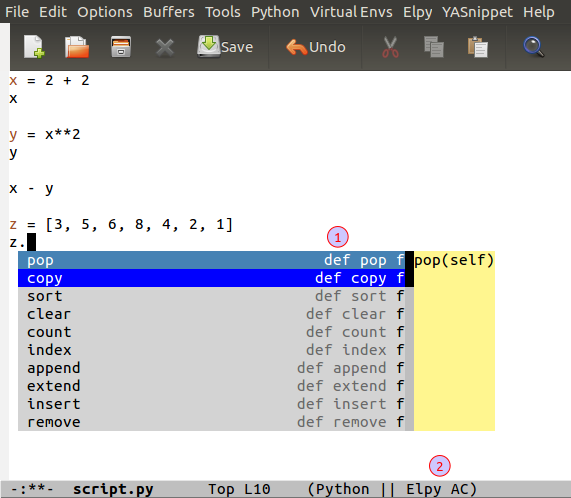 File Edit Options Buffers Tools Python Virtual Envs Elpy YASnippet Help
Save Undo
x = 2 + 2
x
y = x**2
y
x - y
z = [3, 5, 6, 8, 4, 2, 1]
z.
1
pop def pop f pop(self)
copy def copy f
sort def sort f
clear def clear f
count def count f
index def index f
append def append f
extend def extend f
insert def insert f
remove def remove f
2
-:**- script.py Top L10 (Python || Elpy AC)